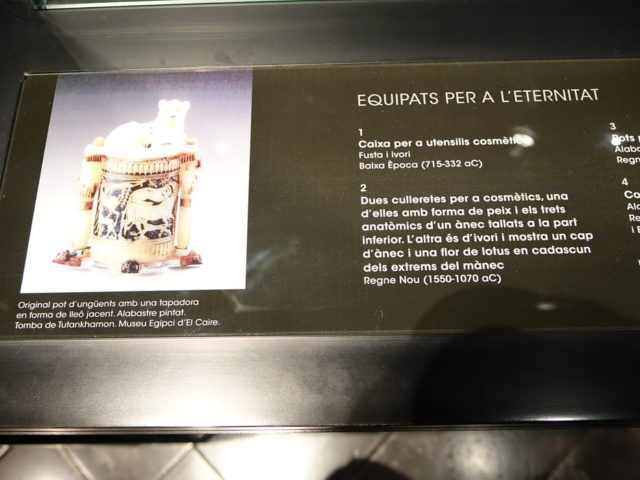 EQUIPATS PER A L'ETERNITAT
1
Caixa per a utensilis cosmètics
Fusta i ivori
Baixa Època (715-332 aC)
2
Dues culleretes per a cosmètics, una
d'elles amb forma de peix i els trets
anatòmics d'un ànec tallats a la part
inferior. L'altra és d'ivori i mostra un cap
d'ànec i una flor de lotus en cadascun
dels extrems del mànec
Regne Nou (1550-1070 aC)
3
4
Original pot d'ungüents amb una tapadora
en forma de lleó jacent. Alabastre pintat.
Tomba de Tutankhamon. Museu Egipci d'El Caire.